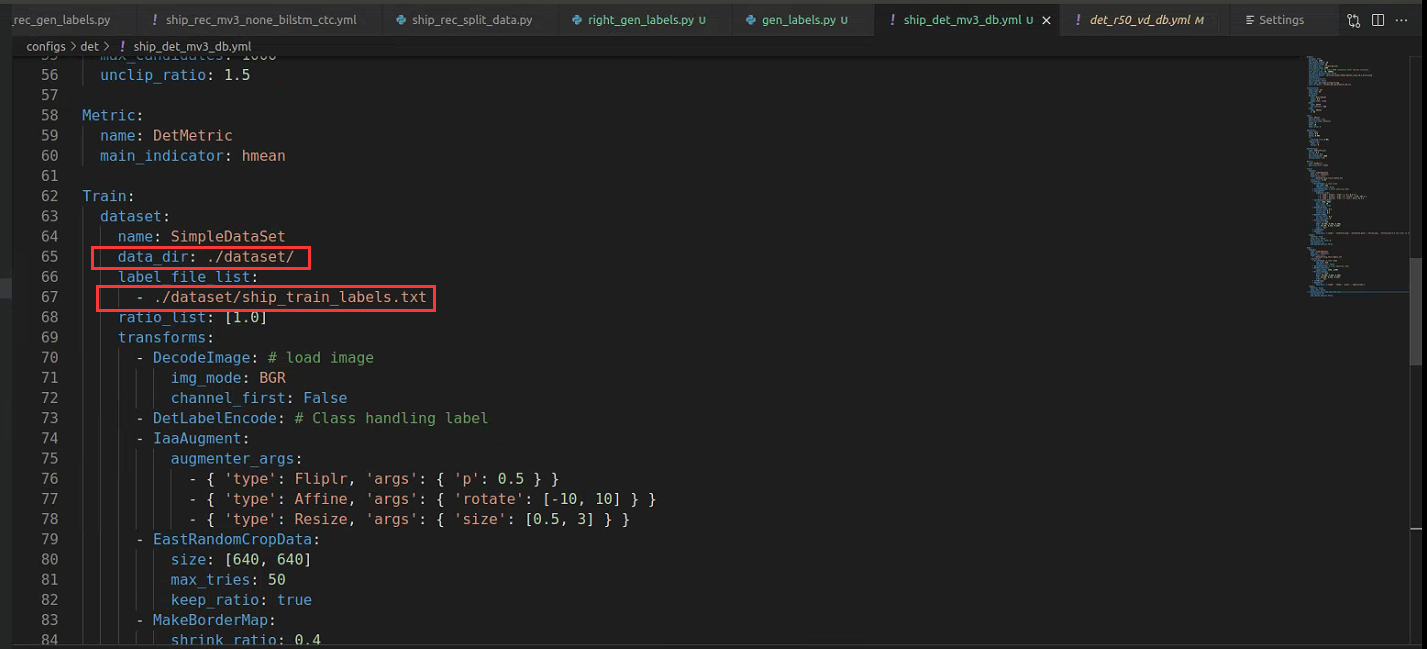 _rec_gen_labels.py ! ship_rec_mv3_none_bilstm_ctc.yml ship_rec_split_data.py right_gen_labels.py U gen_labels.py U ! ship_det_mv3_db.yml U × ! det_r50_vd_db.yml M Settings ···
configs > det > ! ship_det_mv3_db.yml
55 max_candidates: 1000
56 unclip_ratio: 1.5
57
58 Metric:
59 name: DetMetric
60 main_indicator: hmean
61
62 Train:
63 dataset:
64 name: SimpleDataSet
65 data_dir: ./dataset/
66 label_file_list:
67 - ./dataset/ship_train_labels.txt
68 ratio_list: [1.0]
69 transforms:
70 - DecodeImage: # load image
71 img_mode: BGR
72 channel_first: False
73 - DetLabelEncode: # Class handling label
74 - IaaAugment:
75 augmenter_args:
76 - { 'type': Fliplr, 'args': { 'p': 0.5 } }
77 - { 'type': Affine, 'args': { 'rotate': [-10, 10] } }
78 - { 'type': Resize, 'args': { 'size': [0.5, 3] } }
79 - EastRandomCropData:
80 size: [640, 640]
81 max_tries: 50
82 keep_ratio: true
83 - MakeBorderMap:
84 shrink_ratio: 0.4